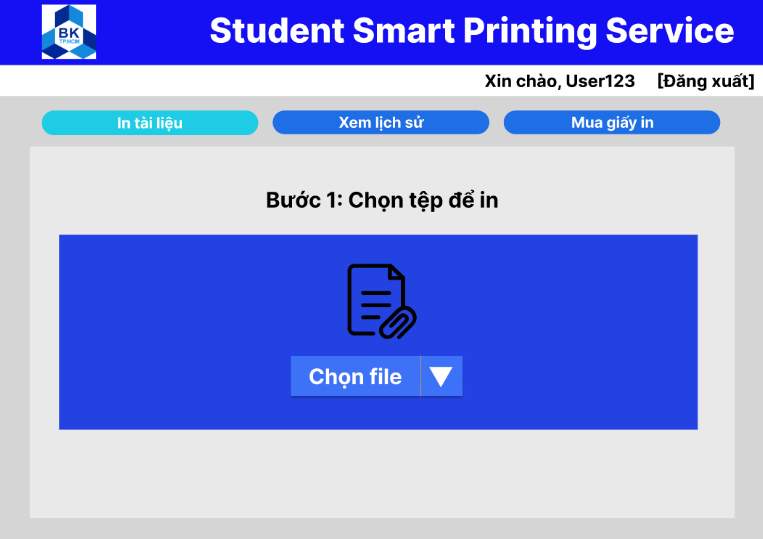 BK
TP.HCM
Student Smart Printing Service
Xin chào, User123 [Đăng xuất]
In tài liệu Xem lịch sử Mua giấy in
Bước 1: Chọn tệp để in
Chọn file